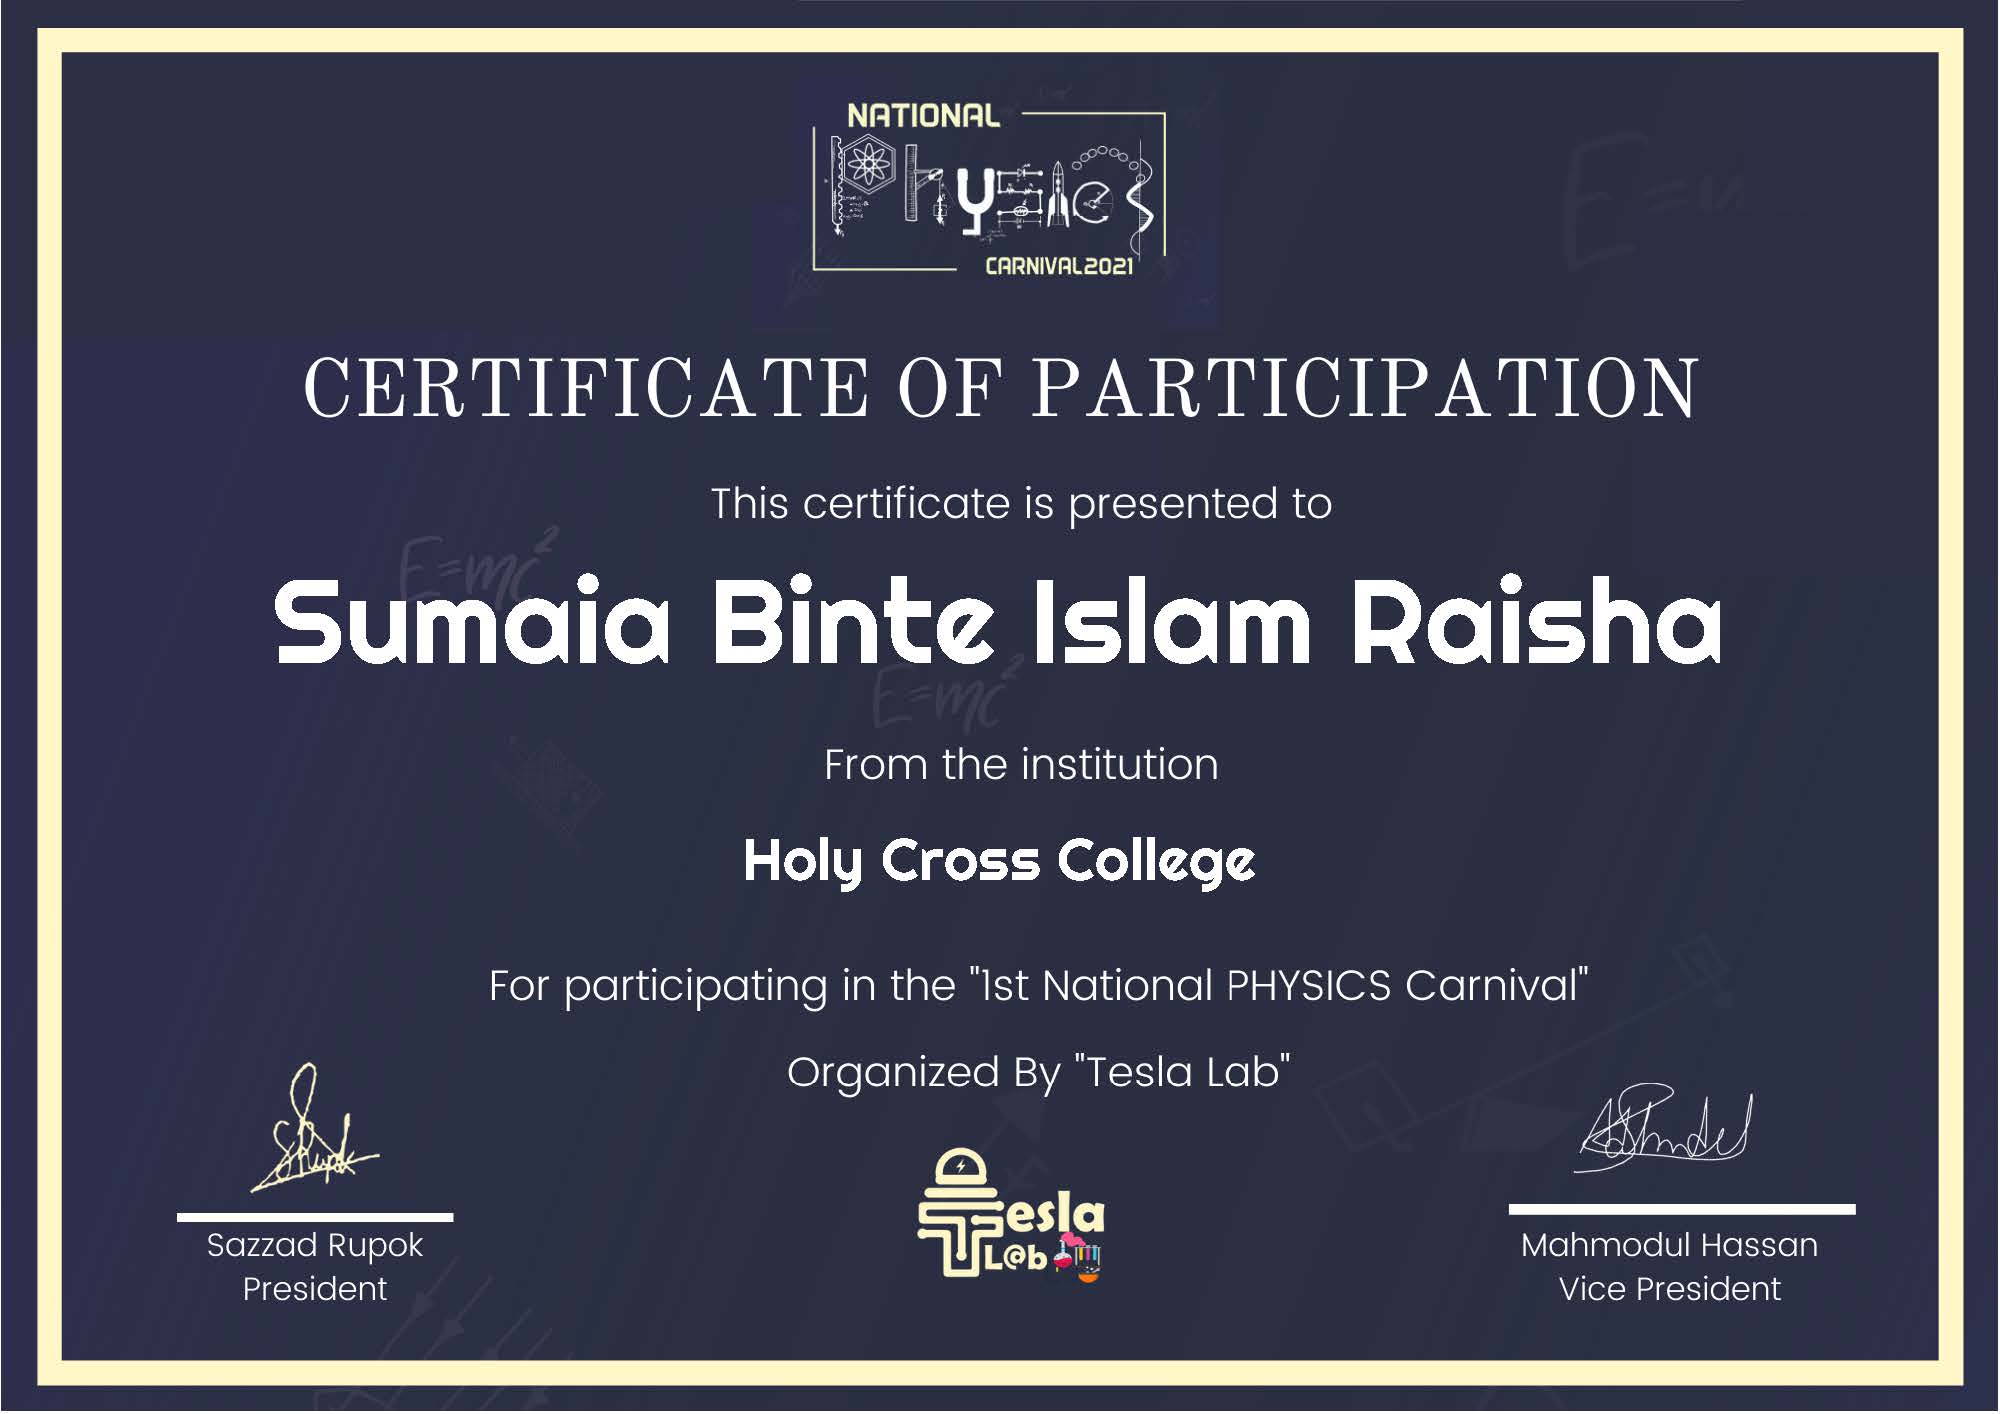 NATIONAL
PhYSICS
CARNIVAL2021
CERTIFICATE OF PARTICIPATION
This certificate is presented to
E=mc²
Sumaia Binte Islam Raisha
E=mc²
From the institution
Holy Cross College
For participating in the "1st National PHYSICS Carnival"
Organized By "Tesla Lab"
Tesla
L@b
Sazzad Rupok
President
Mahmodul Hassan
Vice President